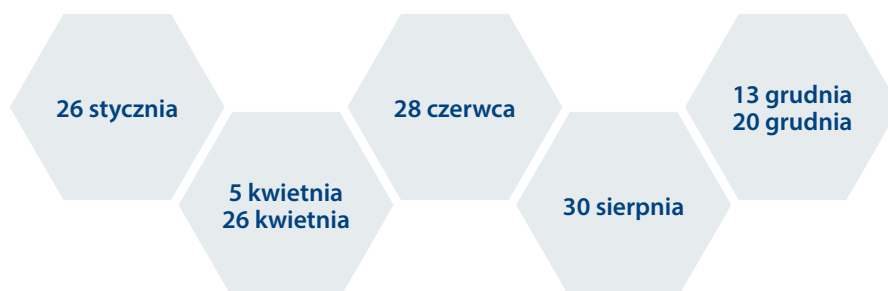 26 stycznia
5 kwietnia
26 kwietnia
28 czerwca
30 sierpnia
13 grudnia
20 grudnia